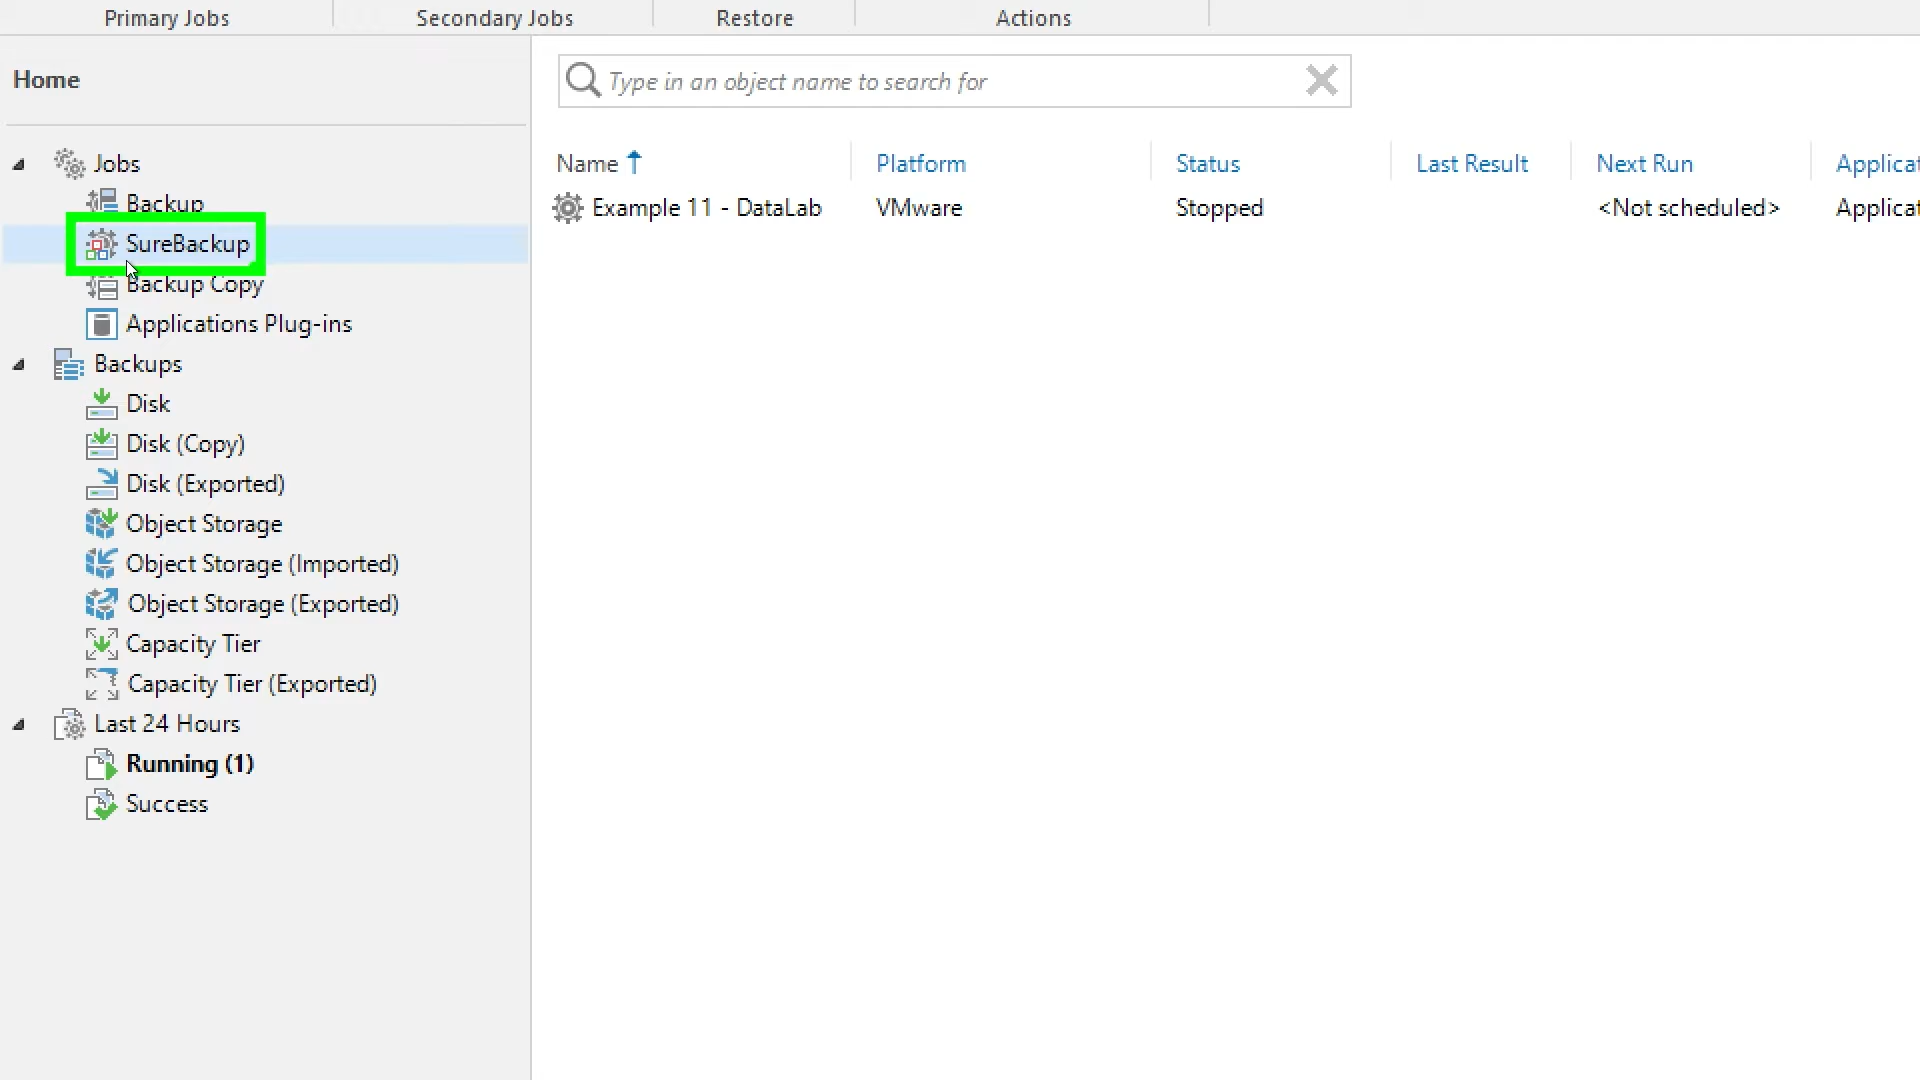 Primary Jobs
Secondary Jobs
Restore
Actions
Home
Type in an object name to search for
Jobs
Backup
SureBackup
Backup Copy
Applications Plug-ins
Backups
Disk
Disk (Copy)
Disk (Exported)
Object Storage
Object Storage (Imported)
Object Storage (Exported)
Capacity Tier
Capacity Tier (Exported)
Last 24 Hours
Running (1)
Success
Name Platform Status Last Result Next Run Applicat
Example 11 - DataLab VMware Stopped <Not scheduled> Applicat